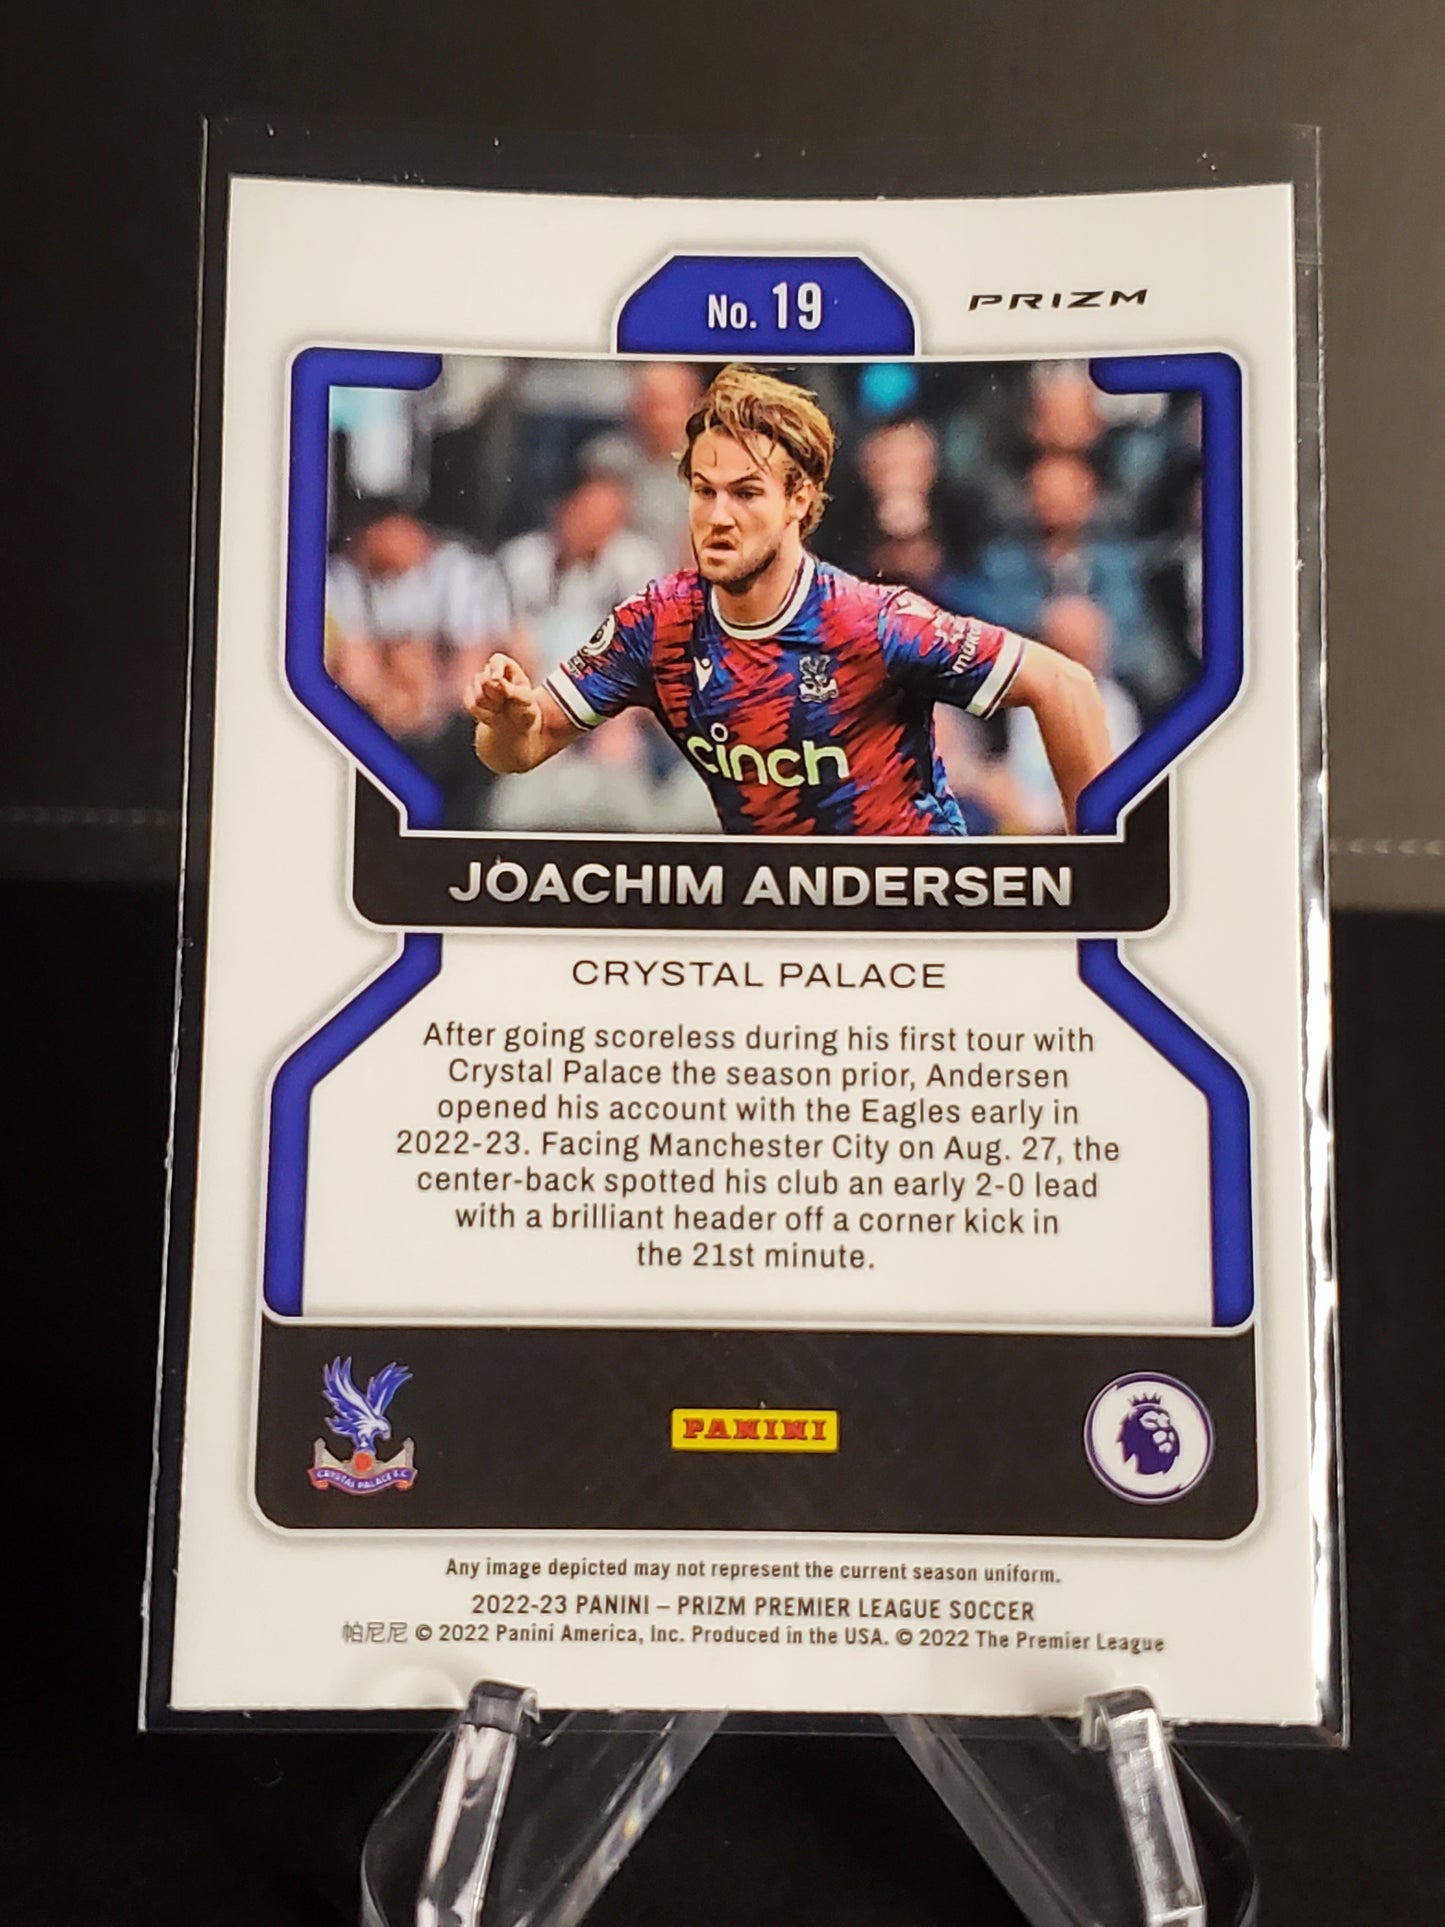 No. 19
PRIZM
cinch
JOACHIM ANDERSEN
CRYSTAL PALACE
After going scoreless during his first tour with
Crystal Palace the season prior, Andersen
opened his account with the Eagles early in
2022-23. Facing Manchester City on Aug. 27, the
center-back spotted his club an early 2-0 lead
with a brilliant header off a corner kick in
the 21st minute.
CRYSTAL PALACE F.C
PANINI
Any image depicted may not represent the current season uniform.
2022-23 PANINI – PRIZM PREMIER LEAGUE SOCCER
帕尼尼 © 2022 Panini America, Inc. Produced in the USA. © 2022 The Premier League